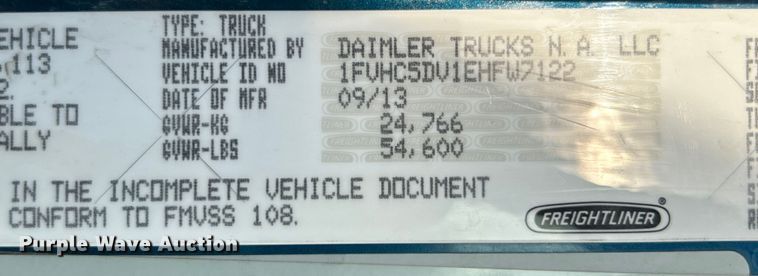 EHICLE
113
2.
BLE TO
ALLY
TYPE: TRUCK
MANUFACTURED BY DAIMLER TRUCKS N. A. LLC
VEHICLE ID NO 1FVHC5DV1EHFW7122
DATE OF MFR 09/13
GVWR-KG 24,766
GVWR-LBS 54,600
IN THE INCOMPLETE VEHICLE DOCUMENT
CONFORM TO FMVSS 108.
FREIGHTLINER®
Purple Wave Auction